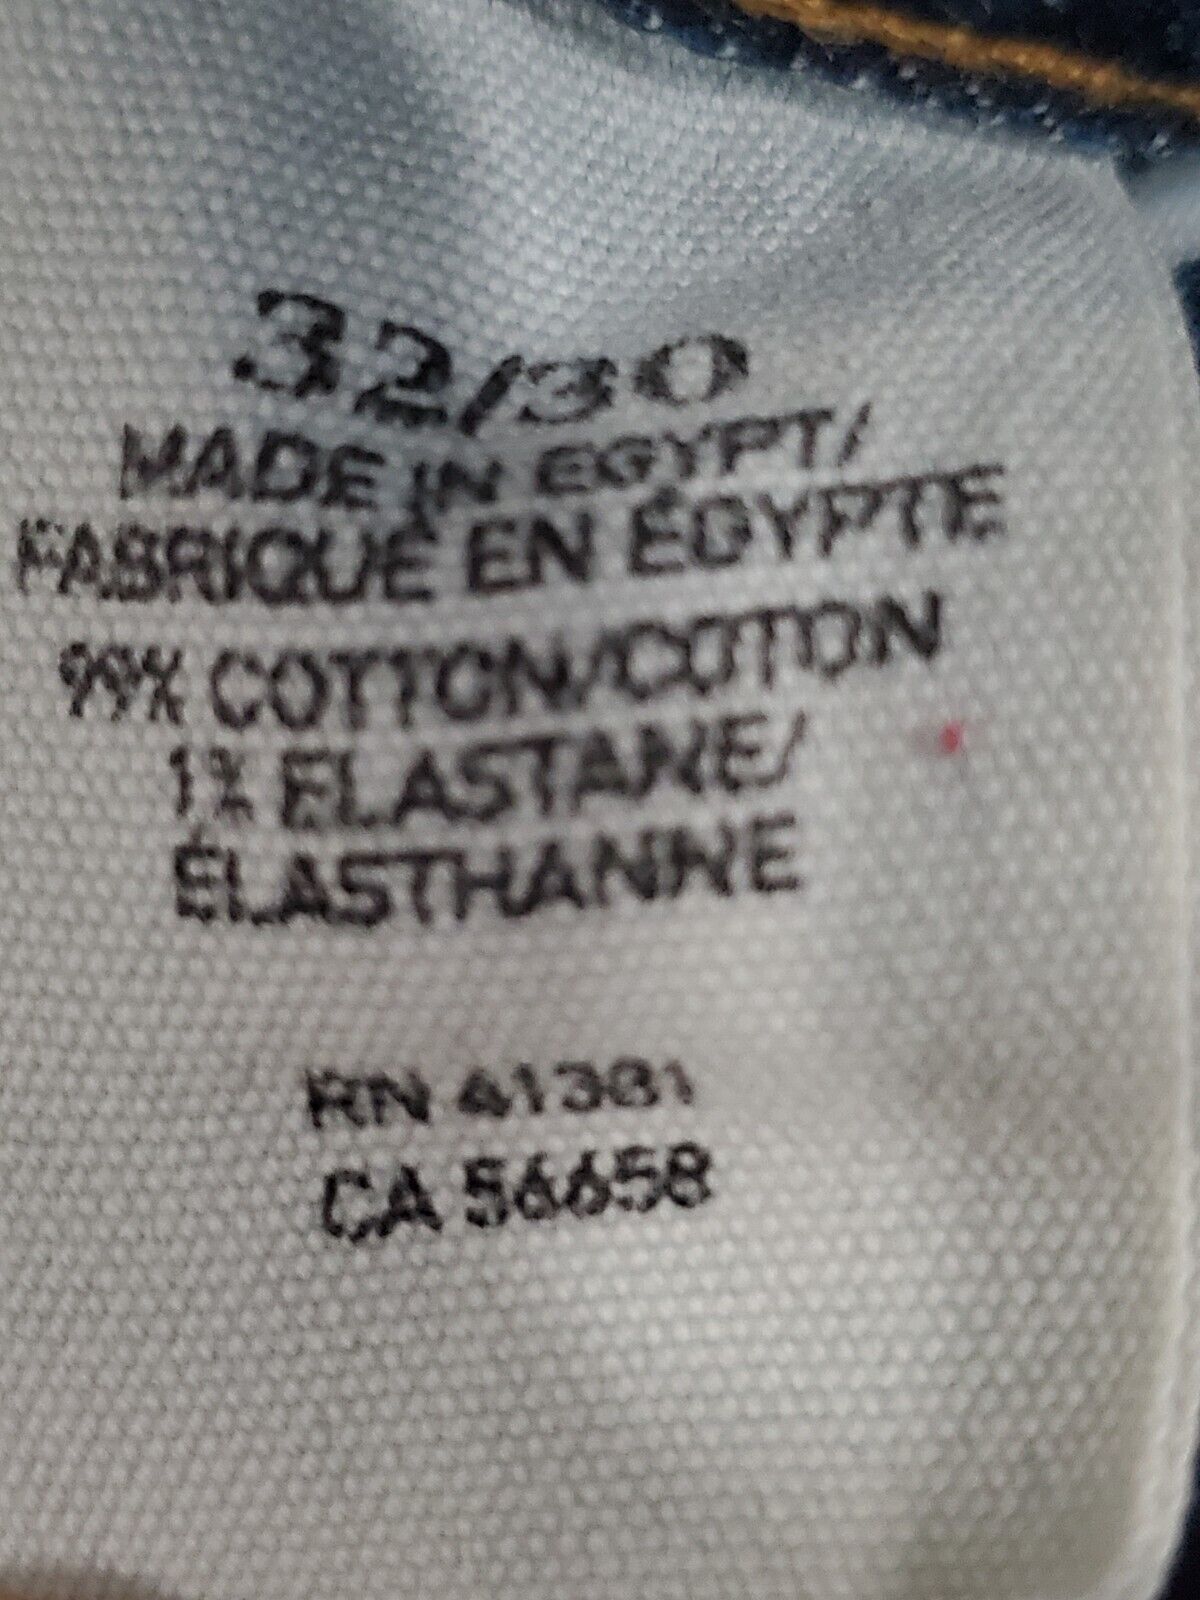 32/30
MADE IN EGYPT/
FABRIQUÉ EN ÉGYPTE
99% COTTON/COTON
1% ELASTANE/
ÉLASTHANNE
RN 41381
CA 56658